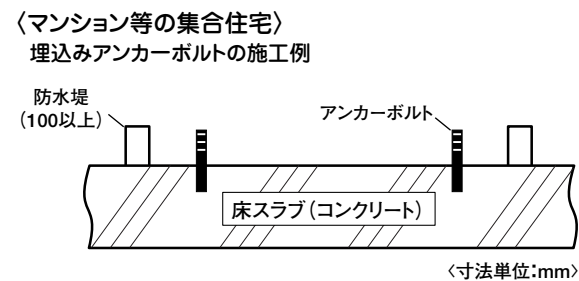 〈マンション等の集合住宅〉
埋込みアンカーボルトの施工例
防水堤
(100以上)
アンカーボルト
床スラブ(コンクリート)
〈寸法単位:mm〉